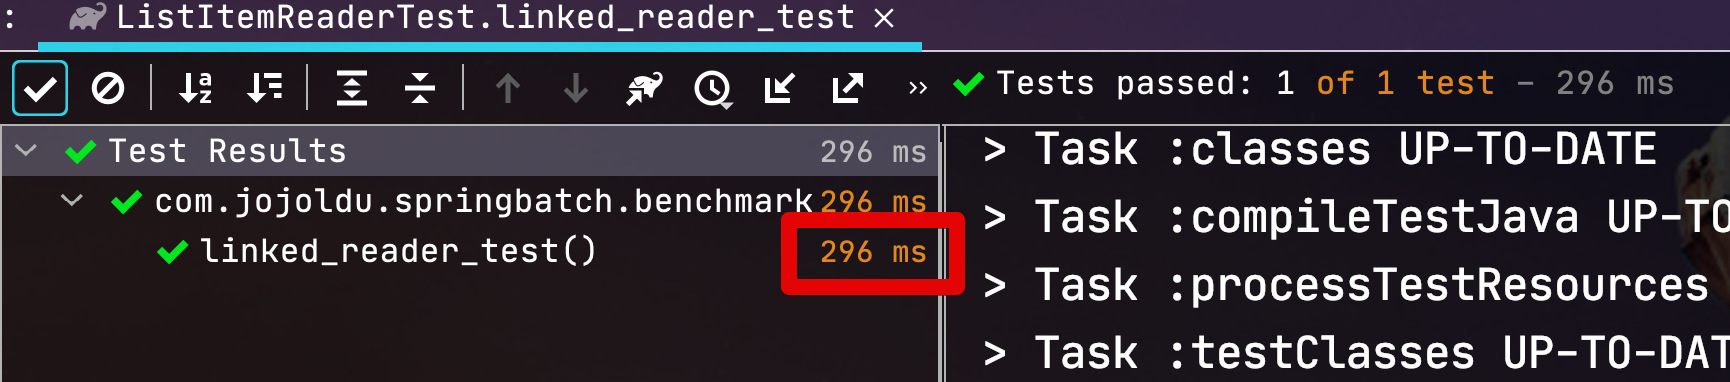 : ListItemReaderTest.linked_reader_test ×
Tests passed: 1 of 1 test – 296 ms
Test Results 296 ms
com.jojoldu.springbatch.benchmark 296 ms
linked_reader_test() 296 ms
> Task :classes UP-TO-DATE
> Task :compileTestJava UP-TO
> Task :processTestResources
> Task :testClasses UP-TO-DAT